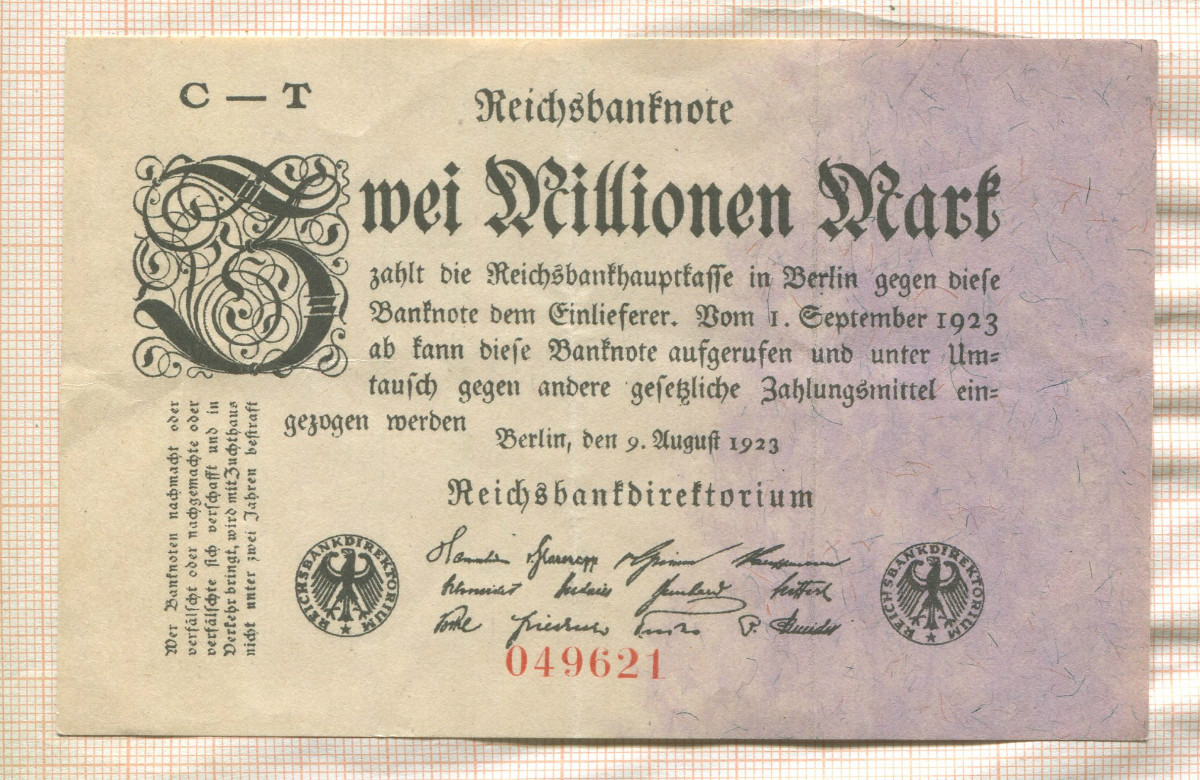 C — T
Reichsbanknote
Zwei Millionen Mark
zahlt die Reichsbankhauptkasse in Berlin gegen diese
Banknote dem Einlieferer. Vom 1. September 1923
ab kann diese Banknote aufgerufen und unter Um=
tausch gegen andere gesetzliche Zahlungsmittel ein=
gezogen werden
Berlin, den 9. August 1923
Reichsbankdirektorium
Wer Banknoten nachmacht oder
verfälscht oder nachgemachte oder
verfälschte sich verschafft und in
Verkehr bringt, wird mit Zuchthaus
nicht unter zwei Jahren bestraft
REICHSBANKDIREKTORIUM
REICHSBANKDIREKTORIUM
049621